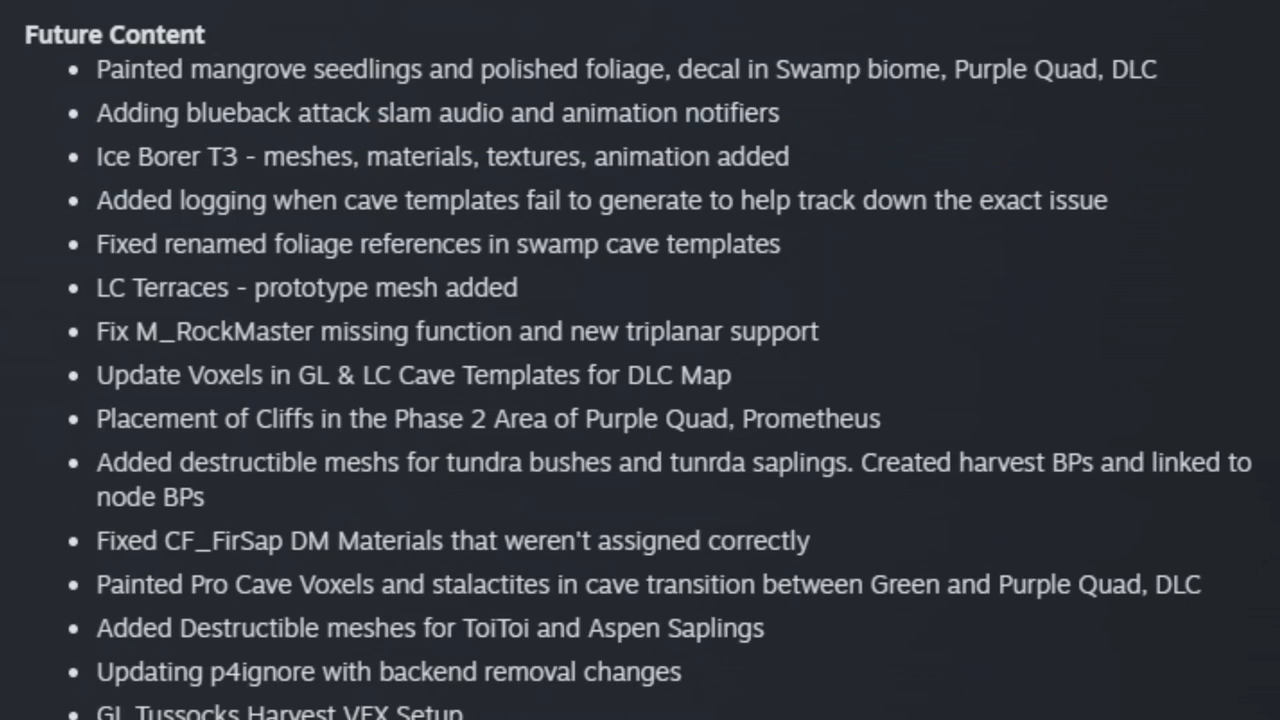 Future Content
• Painted mangrove seedlings and polished foliage, decal in Swamp biome, Purple Quad, DLC
• Adding blueback attack slam audio and animation notifiers
• Ice Borer T3 - meshes, materials, textures, animation added
• Added logging when cave templates fail to generate to help track down the exact issue
• Fixed renamed foliage references in swamp cave templates
• LC Terraces - prototype mesh added
• Fix M_RockMaster missing function and new triplanar support
• Update Voxels in GL & LC Cave Templates for DLC Map
• Placement of Cliffs in the Phase 2 Area of Purple Quad, Prometheus
• Added destructible meshs for tundra bushes and tunrda saplings. Created harvest BPs and linked to
node BPs
• Fixed CF_FirSap DM Materials that weren't assigned correctly
• Painted Pro Cave Voxels and stalactites in cave transition between Green and Purple Quad, DLC
• Added Destructible meshes for ToiToi and Aspen Saplings
• Updating p4ignore with backend removal changes
• GL Tussocks Harvest VFX Setup